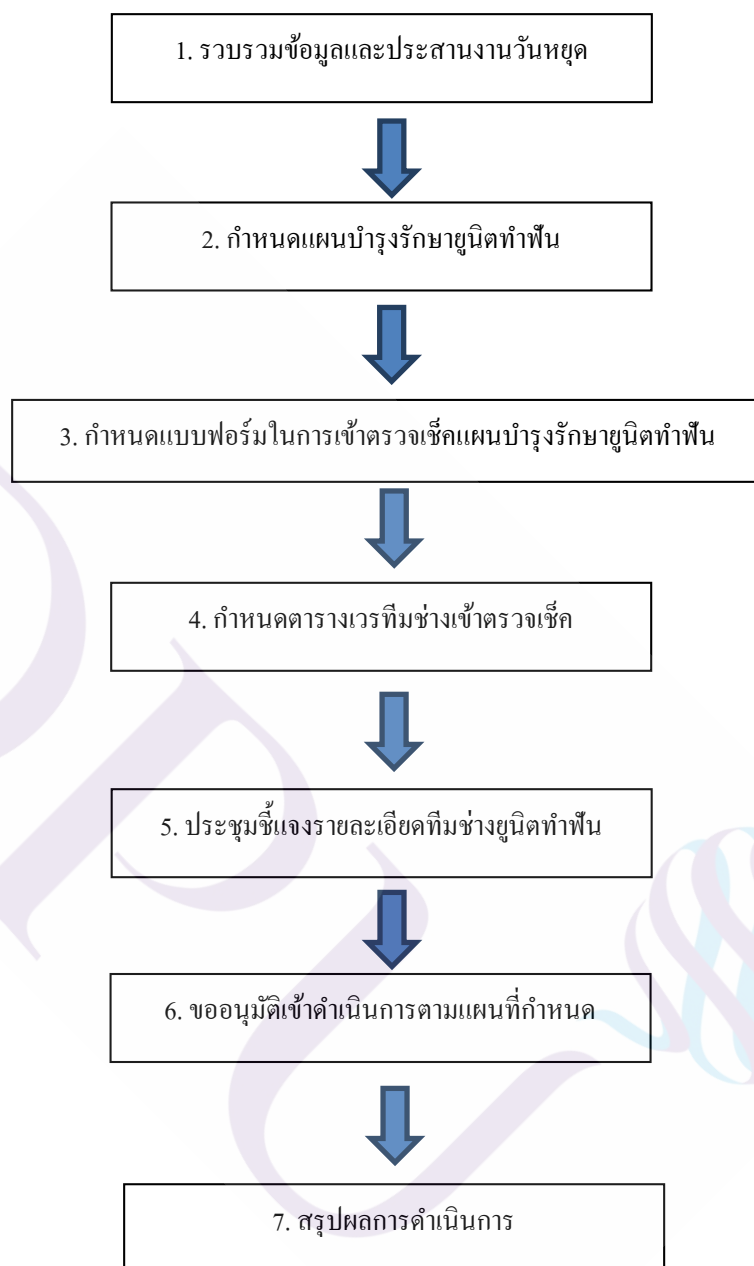 1. รวบรวมข้อมูลและประสานงานวันหยุด
2. กำหนดแผนบำรุงรักษายูนิตทำฟัน
3. กำหนดแบบฟอร์มในการเข้าตรวจเช็คแผนบำรุงรักษายูนิตทำฟัน
4. กำหนดตารางเวรทีมช่างเข้าตรวจเช็ค
5. ประชุมชี้แจงรายละเอียดทีมช่างยูนิตทำฟัน
6. ขออนุมัติเข้าดำเนินการตามแผนที่กำหนด
7. สรุปผลการดำเนินการ
DPU